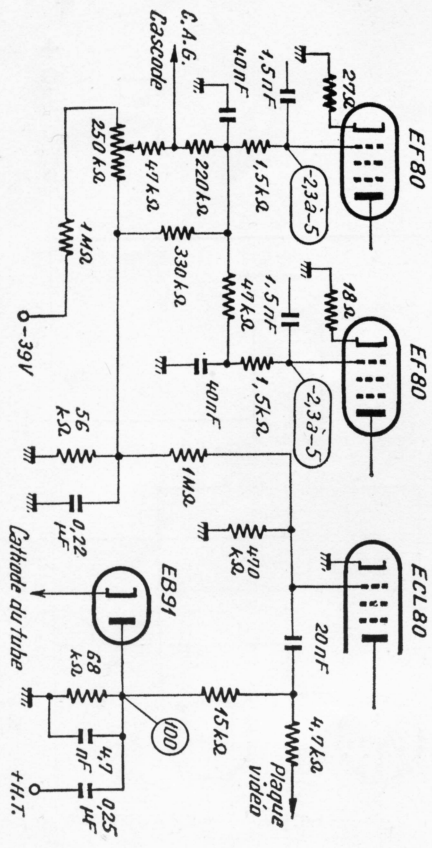 EF80
EF80
ECL80
27Ω
18Ω
1,5nF
1,5kΩ
-2,3à-5
1,5nF
1,5kΩ
-2,3à-5
40nF
C.A.G.
Cascode
220kΩ
47kΩ
47kΩ
40nF
330kΩ
250kΩ
1MΩ
-39V
1MΩ
470
kΩ
20nF
4,7kΩ
Plaque
vidéo
56
kΩ
0,22
µF
15kΩ
EB91
100
Cathode du tube
68
kΩ
4,7
nF
0,25
µF
+H.T.